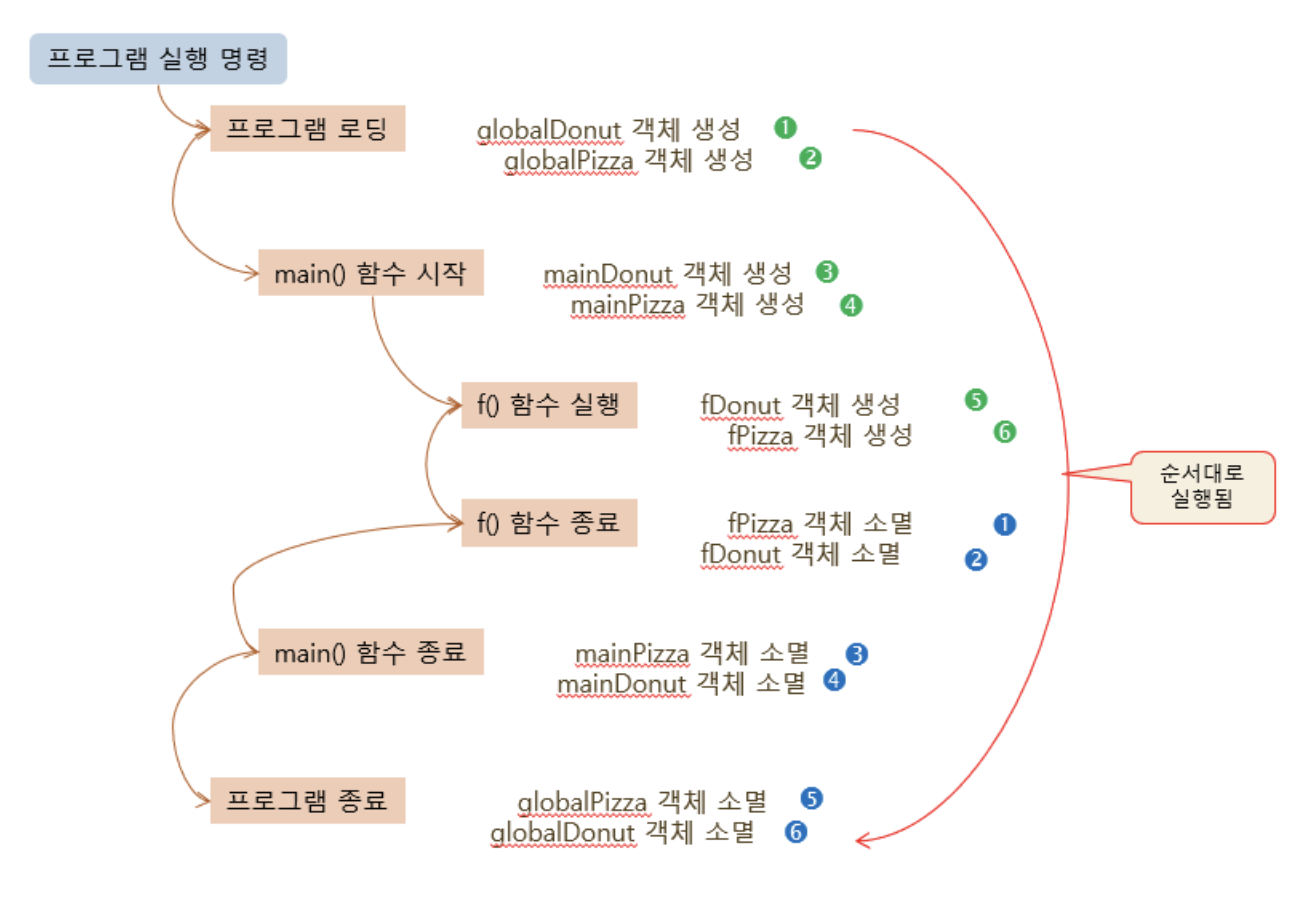 프로그램 실행 명령
프로그램 로딩
globalDonut 객체 생성 1
globalPizza 객체 생성 2
main() 함수 시작
mainDonut 객체 생성 3
mainPizza 객체 생성 4
f() 함수 실행
fDonut 객체 생성 5
fPizza 객체 생성 6
순서대로
실행됨
f() 함수 종료
fPizza 객체 소멸 1
fDonut 객체 소멸 2
main() 함수 종료
mainPizza 객체 소멸 3
mainDonut 객체 소멸 4
프로그램 종료
globalPizza 객체 소멸 5
globalDonut 객체 소멸 6